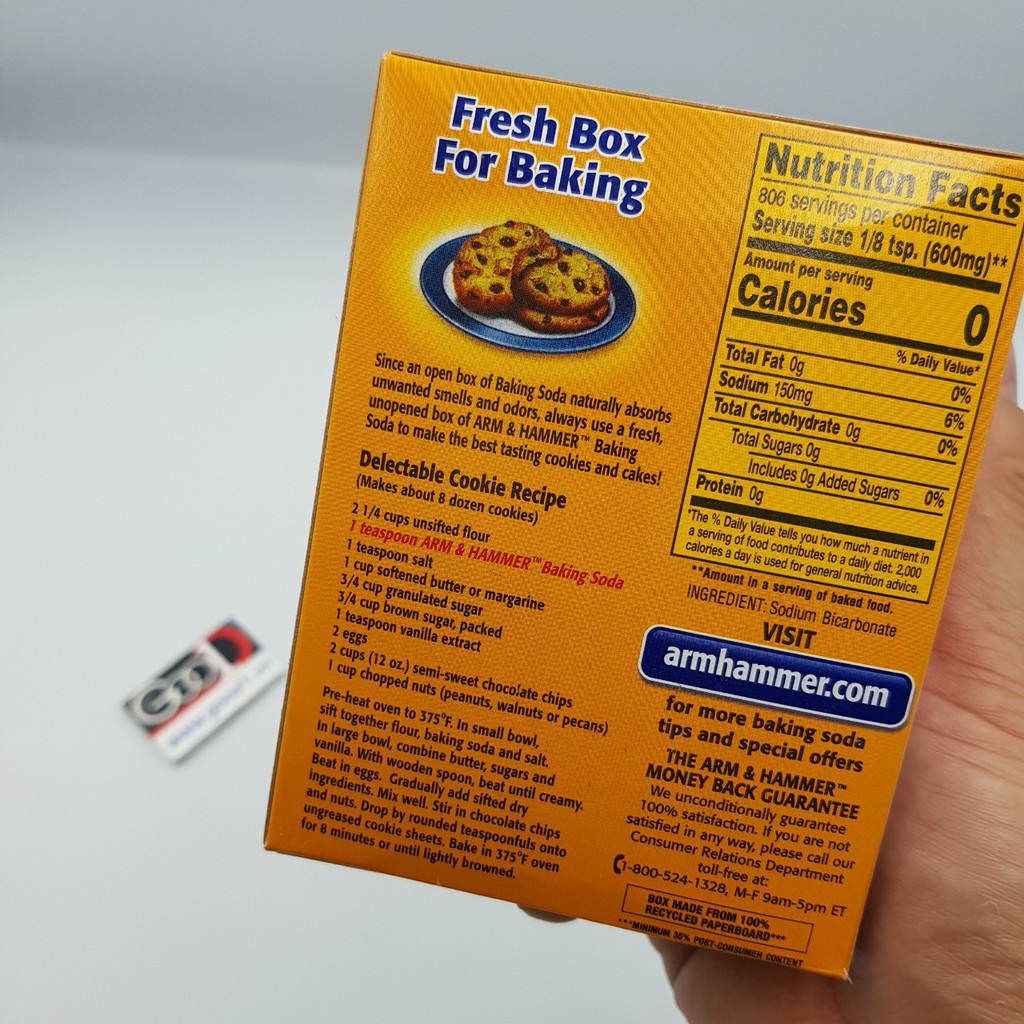 Fresh Box
For Baking
Since an open box of Baking Soda naturally absorbs
unwanted smells and odors, always use a fresh,
unopened box of ARM & HAMMER™ Baking
Soda to make the best tasting cookies and cakes!
Delectable Cookie Recipe
(Makes about 8 dozen cookies)
2 1/4 cups unsifted flour
1 teaspoon ARM & HAMMER™ Baking Soda
1 teaspoon salt
1 cup softened butter or margarine
3/4 cup granulated sugar
3/4 cup brown sugar, packed
1 teaspoon vanilla extract
2 eggs
2 cups (12 oz.) semi-sweet chocolate chips
1 cup chopped nuts (peanuts, walnuts or pecans)
Pre-heat oven to 375°F. In small bowl,
sift together flour, baking soda and salt.
In large bowl, combine butter, sugars and
vanilla. With wooden spoon, beat until creamy.
Beat in eggs. Gradually add sifted dry
ingredients. Mix well. Stir in chocolate chips
and nuts. Drop by rounded teaspoonfuls onto
ungreased cookie sheets. Bake in 375°F oven
for 8 minutes or until lightly browned.
Nutrition Facts
806 servings per container
Serving size 1/8 tsp. (600mg)**
Amount per serving
Calories 0
% Daily Value*
Total Fat 0g 0%
Sodium 150mg 6%
Total Carbohydrate 0g 0%
Total Sugars 0g
Includes 0g Added Sugars 0%
Protein 0g
*The % Daily Value tells you how much a nutrient in
a serving of food contributes to a daily diet. 2,000
calories a day is used for general nutrition advice.
**Amount in a serving of baked food.
INGREDIENT: Sodium Bicarbonate
VISIT
armhammer.com
for more baking soda
tips and special offers
THE ARM & HAMMER™
MONEY BACK GUARANTEE
We unconditionally guarantee
100% satisfaction. If you are not
satisfied in any way, please call our
Consumer Relations Department
toll-free at:
1-800-524-1328, M-F 9am-5pm ET
BOX MADE FROM 100%
RECYCLED PAPERBOARD***
***MINIMUM 35% POST-CONSUMER CONTENT